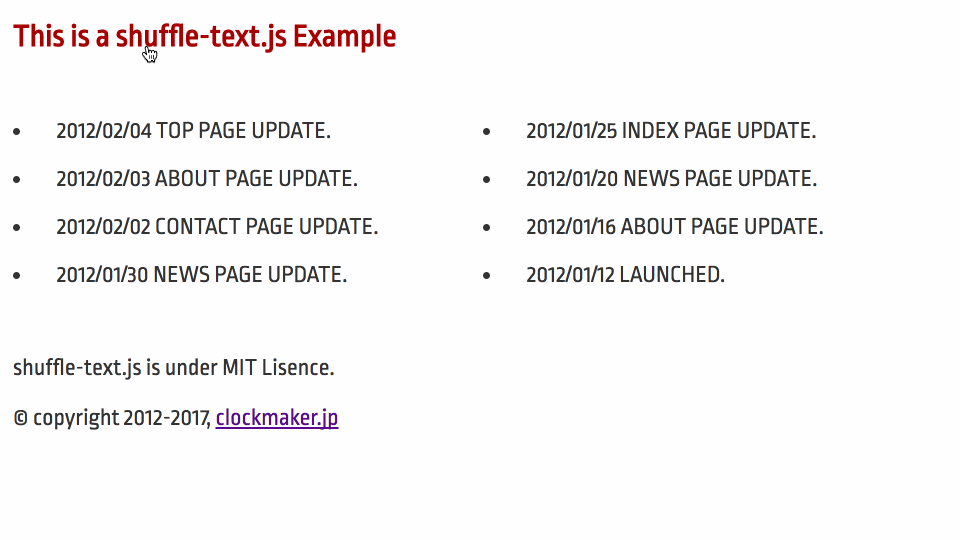 This is a shuffle-text.js Example
• 2012/02/04 TOP PAGE UPDATE.
• 2012/02/03 ABOUT PAGE UPDATE.
• 2012/02/02 CONTACT PAGE UPDATE.
• 2012/01/30 NEWS PAGE UPDATE.
• 2012/01/25 INDEX PAGE UPDATE.
• 2012/01/20 NEWS PAGE UPDATE.
• 2012/01/16 ABOUT PAGE UPDATE.
• 2012/01/12 LAUNCHED.
shuffle-text.js is under MIT Lisence.
© copyright 2012-2017, clockmaker.jp